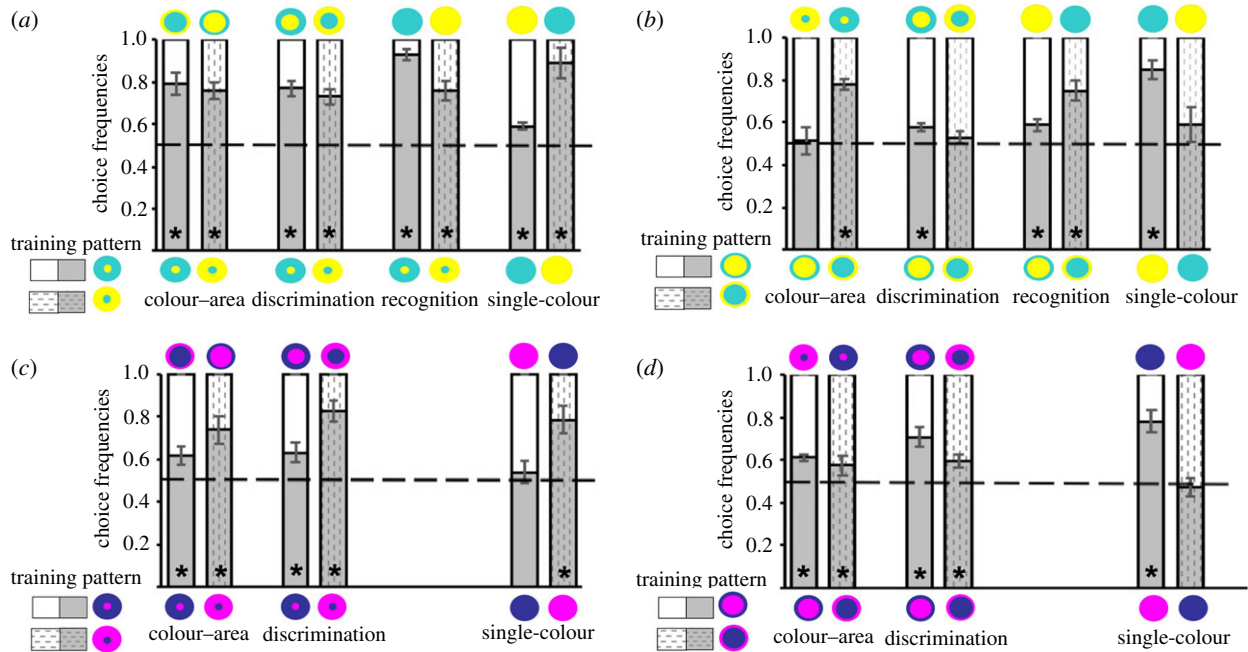 (a)
choice frequencies
1.0
0.8
0.6
0.4
0.2
* * * * * * * *
training pattern
colour–area discrimination recognition single-colour
(b)
choice frequencies
1.0
0.8
0.6
0.4
0.2
* * * * *
training pattern
colour–area discrimination recognition single-colour
(c)
choice frequencies
1.0
0.8
0.6
0.4
0.2
* * * * *
training pattern
colour–area discrimination single-colour
(d)
choice frequencies
1.0
0.8
0.6
0.4
0.2
* * * * *
training pattern
colour–area discrimination single-colour